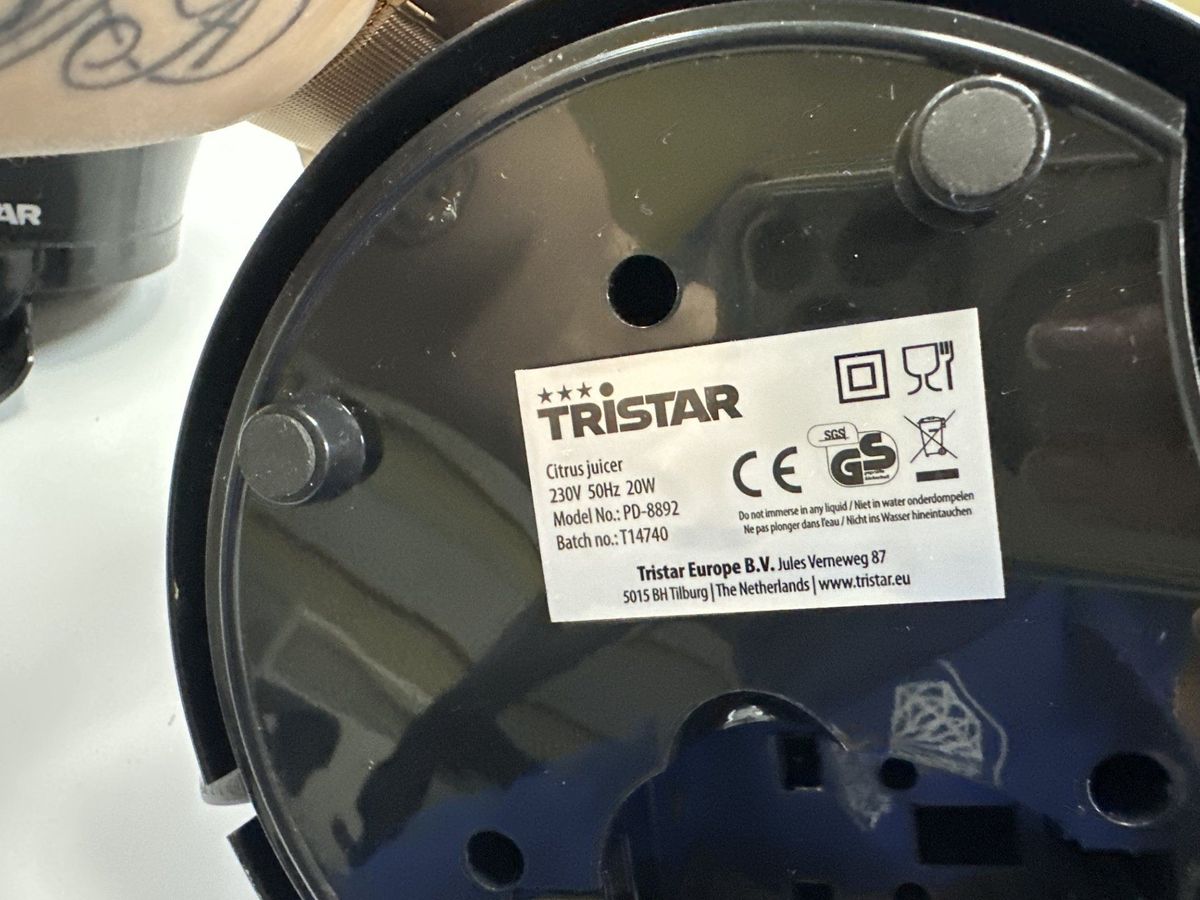 AR
TRISTAR
Citrus juicer
230V 50Hz 20W
Model No.: PD-8892
Batch no.: T14740
SGS
CE
GS
Do not immerse in any liquid / Niet in water onderdompelen
Ne pas plonger dans l'eau / Nicht ins Wasser hineintauchen
Tristar Europe B.V. Jules Verneweg 87
5015 BH Tilburg | The Netherlands | www.tristar.eu